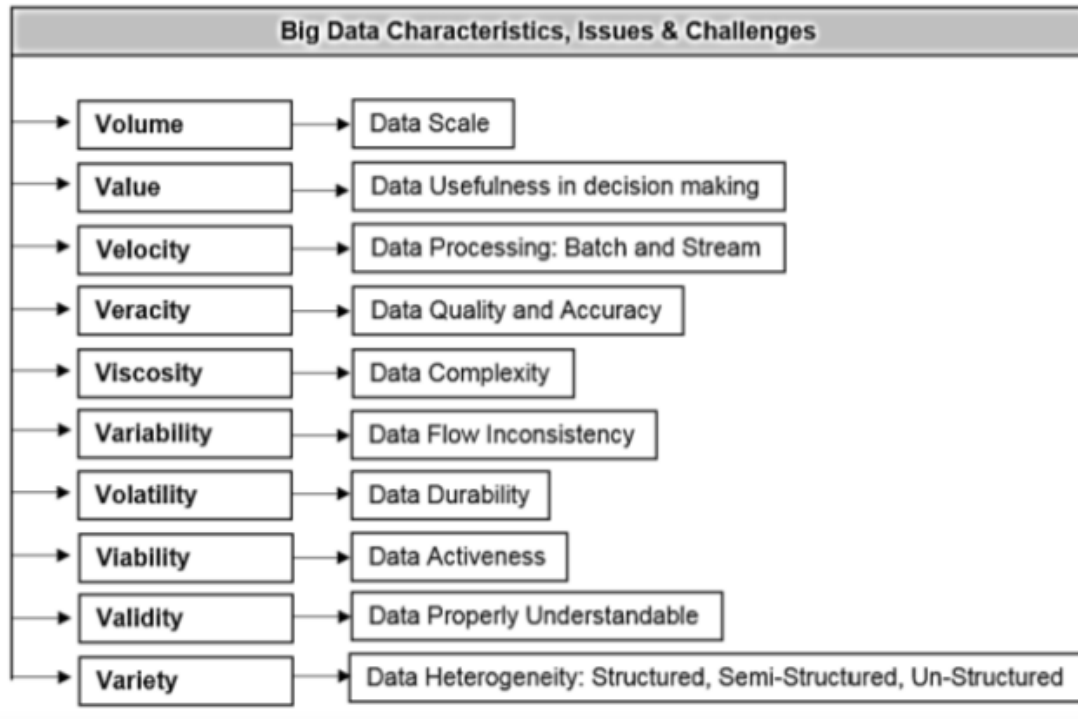 Big Data Characteristics, Issues & Challenges
Volume
Data Scale
Value
Data Usefulness in decision making
Velocity
Data Processing: Batch and Stream
Veracity
Data Quality and Accuracy
Viscosity
Data Complexity
Variability
Data Flow Inconsistency
Volatility
Data Durability
Viability
Data Activeness
Validity
Data Properly Understandable
Variety
Data Heterogeneity: Structured, Semi-Structured, Un-Structured